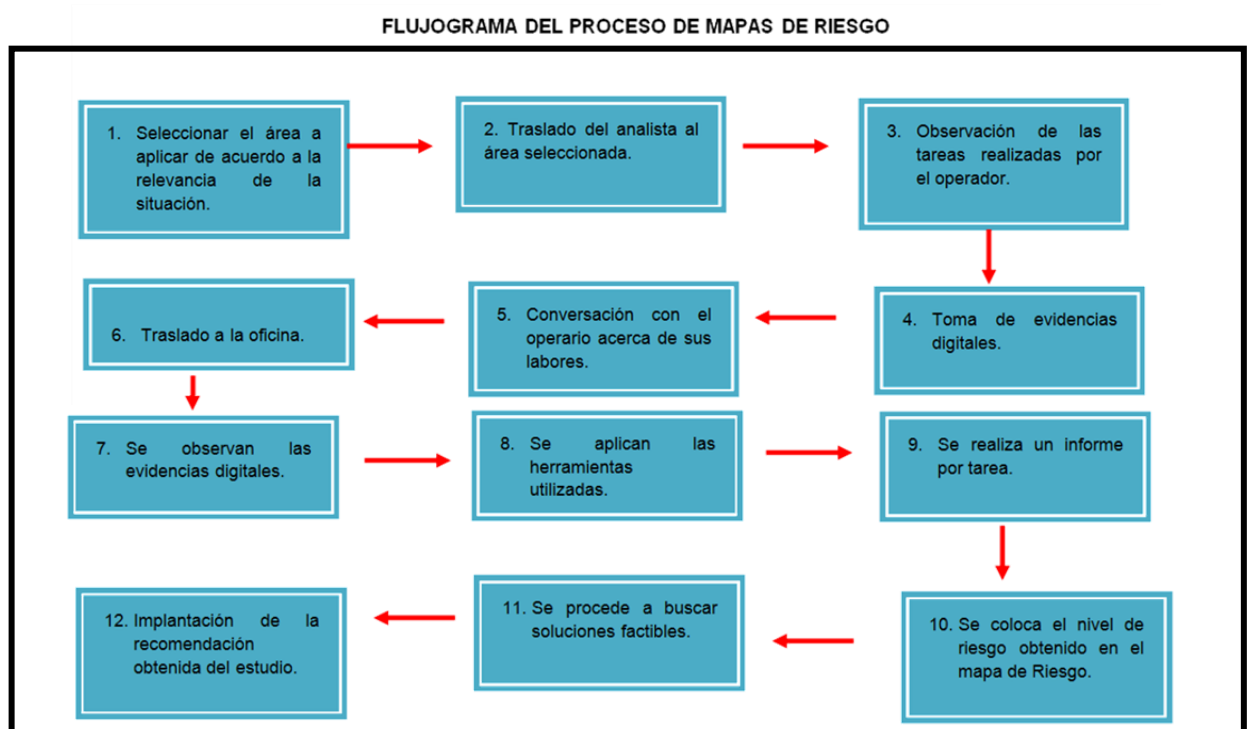 FLUJOGRAMA DEL PROCESO DE MAPAS DE RIESGO
1. Seleccionar el área a
aplicar de acuerdo a la
relevancia de la
situación.
2. Traslado del analista al
área seleccionada.
3. Observación de las
tareas realizadas por
el operador.
4. Toma de evidencias
digitales.
5. Conversación con el
operario acerca de sus
labores.
6. Traslado a la oficina.
7. Se observan las
evidencias digitales.
8. Se aplican las
herramientas
utilizadas.
9. Se realiza un informe
por tarea.
10. Se coloca el nivel de
riesgo obtenido en el
mapa de Riesgo.
11. Se procede a buscar
soluciones factibles.
12. Implantación de la
recomendación
obtenida del estudio.